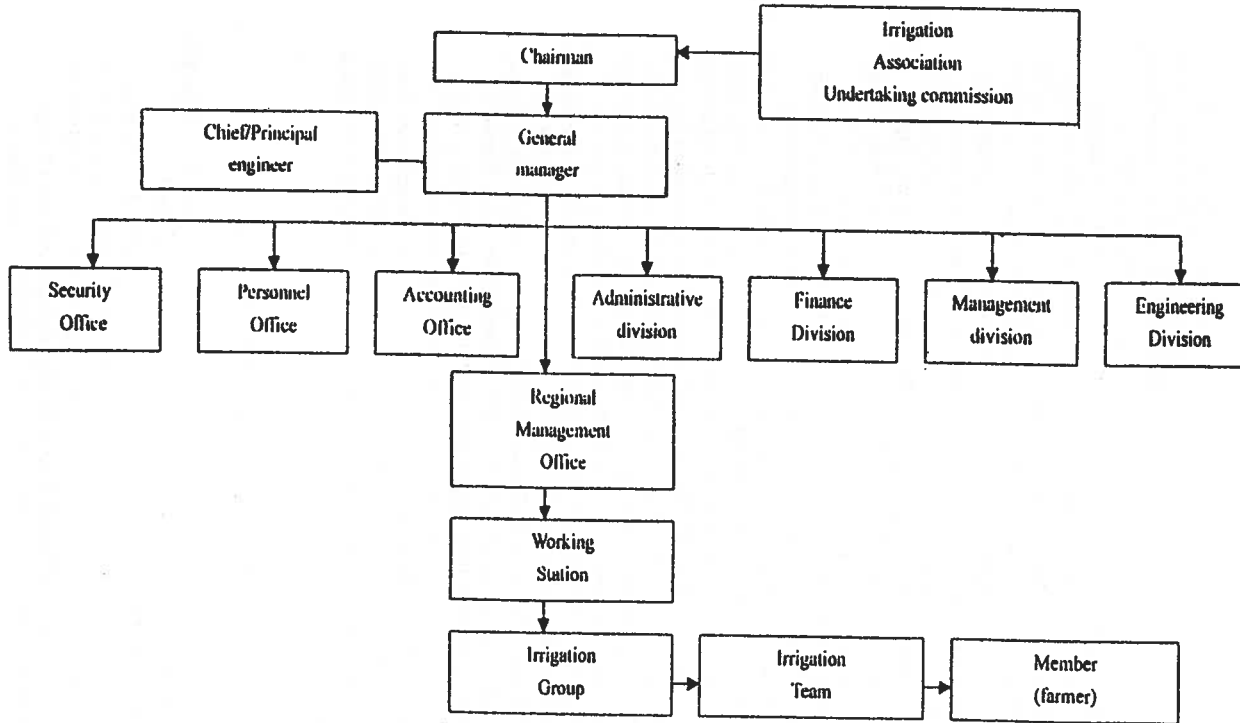 Irrigation
Association
Undertaking commission
Chairman
Chief/Principal
engineer
General
manager
Security
Office
Personnel
Office
Accounting
Office
Administrative
division
Finance
Division
Management
division
Engineering
Division
Regional
Management
Office
Working
Station
Irrigation
Group
Irrigation
Team
Member
(farmer)